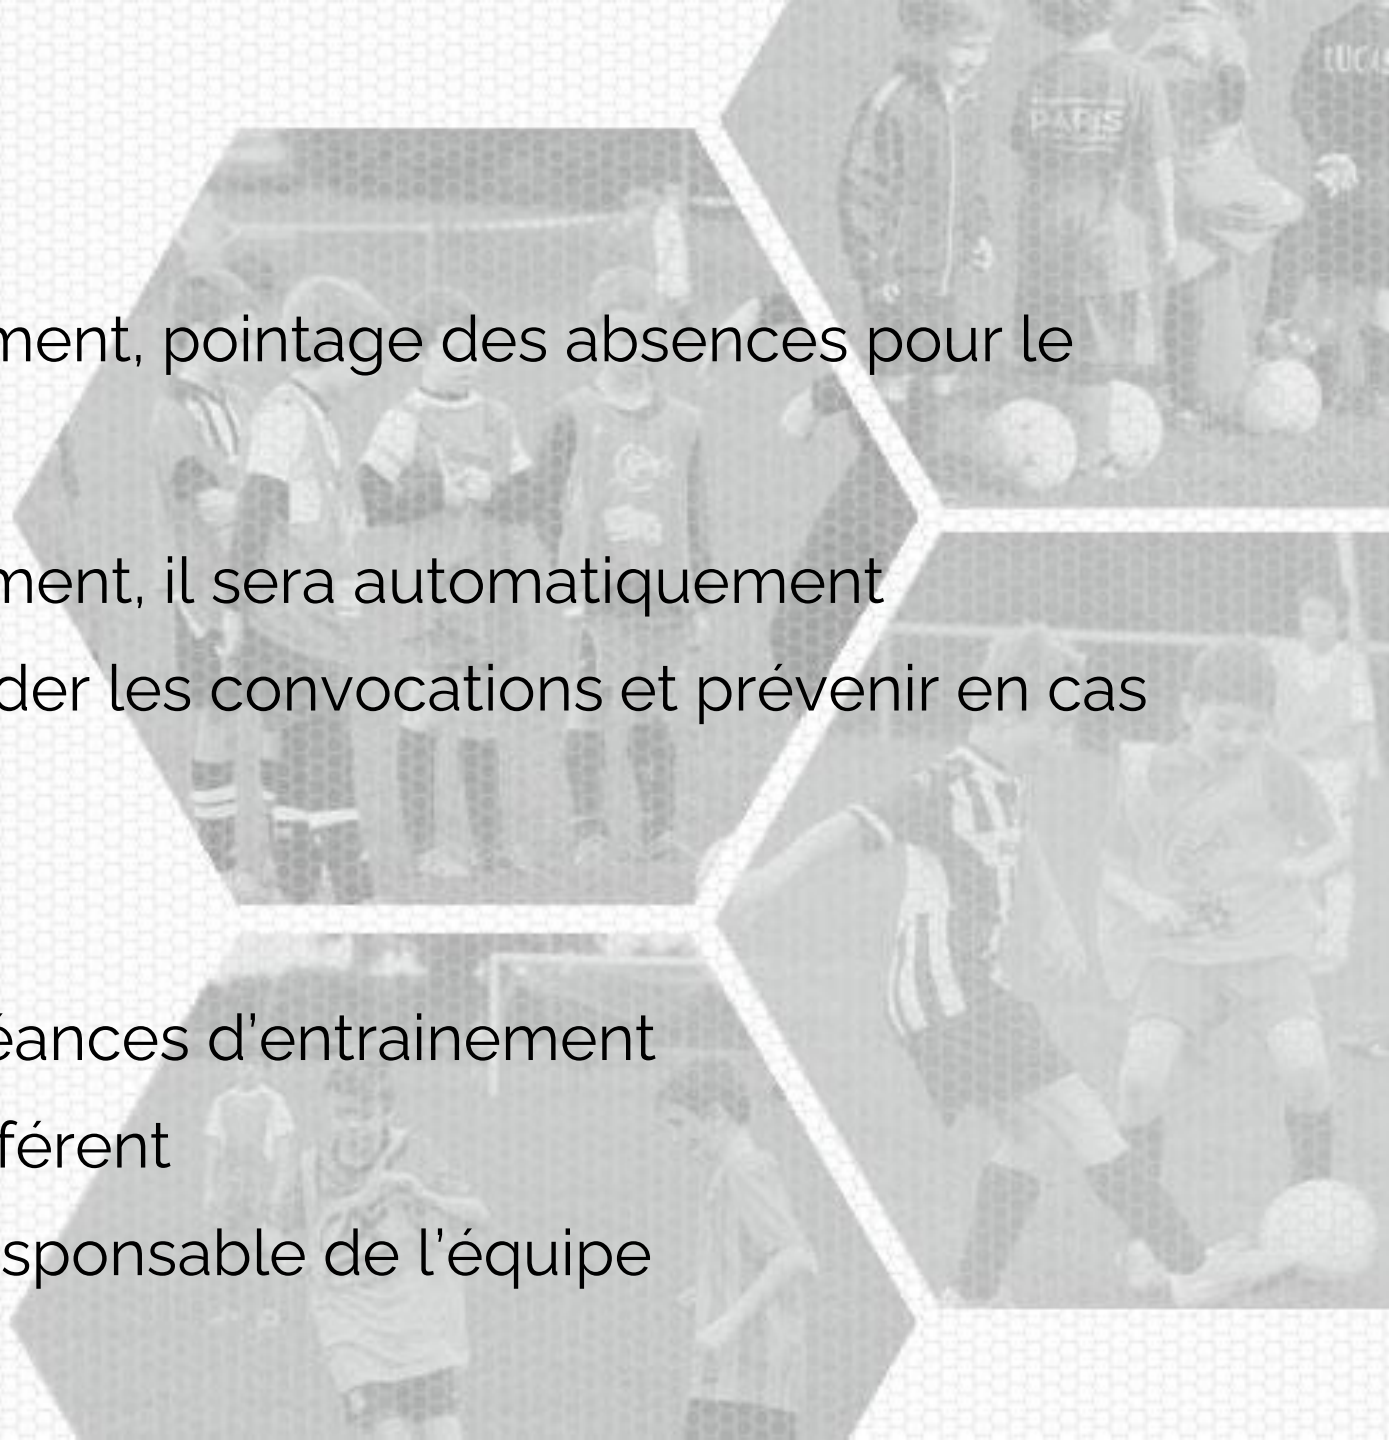 PARIS
ment, pointage des absences pour le
ment, il sera automatiquement
der les convocations et prévenir en cas
éances d’entrainement
férent
sponsable de l’équipe